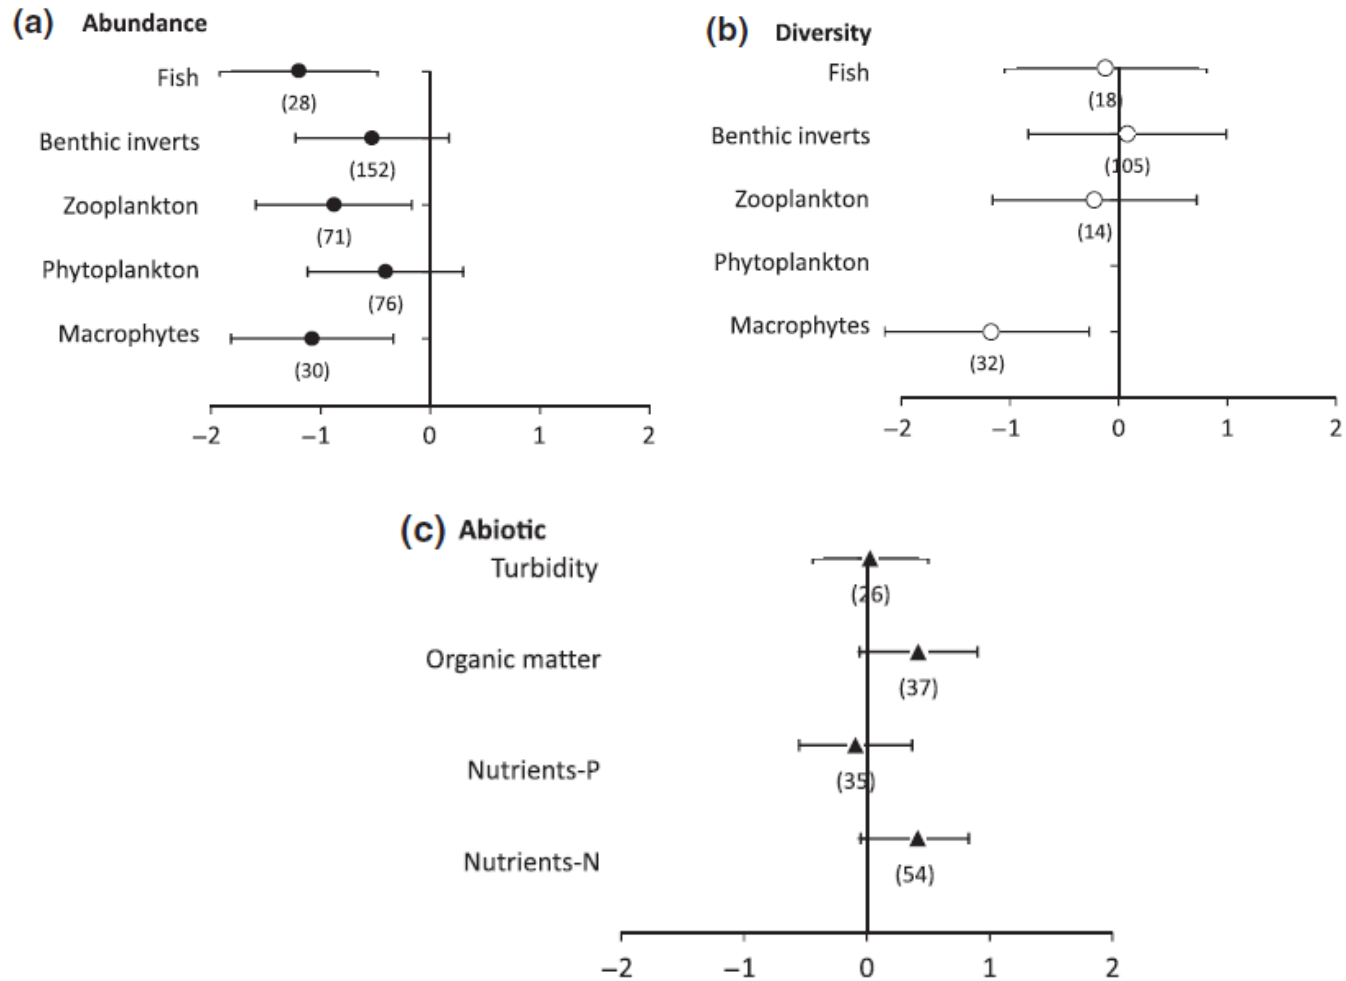 (a) Abundance
Fish
(28)
Benthic inverts
(152)
Zooplankton
(71)
Phytoplankton
(76)
Macrophytes
(30)
−2 −1 0 1 2
(b) Diversity
Fish
(18)
Benthic inverts
(105)
Zooplankton
(14)
Phytoplankton
Macrophytes
(32)
−2 −1 0 1 2
(c) Abiotic
Turbidity
(26)
Organic matter
(37)
Nutrients-P
(35)
Nutrients-N
(54)
−2 −1 0 1 2